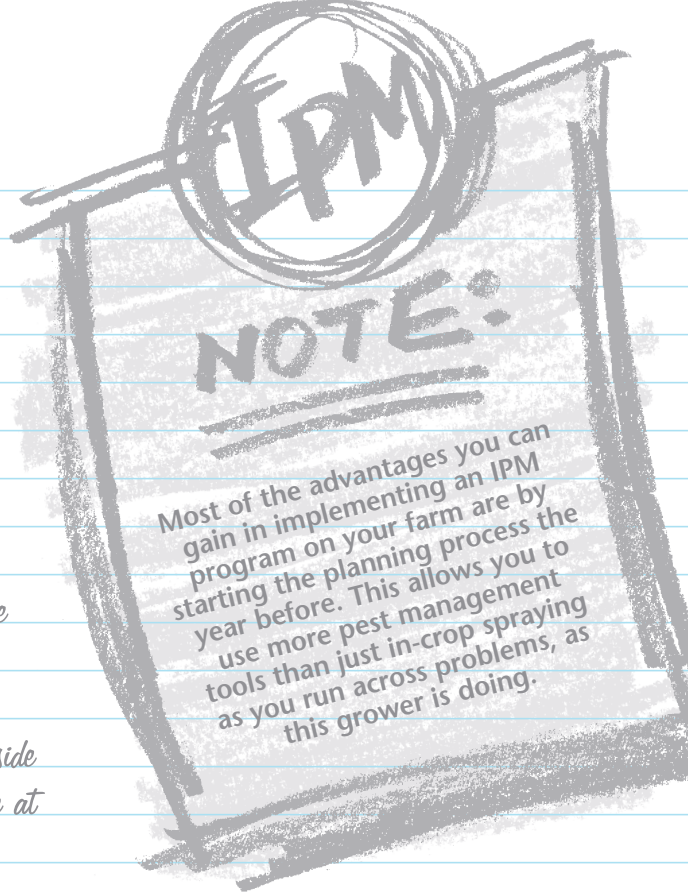 IPM
NOTE:
Most of the advantages you can
gain in implementing an IPM
program on your farm are by
starting the planning process the
year before. This allows you to
use more pest management
tools than just in-crop spraying
as you run across problems, as
this grower is doing.
at